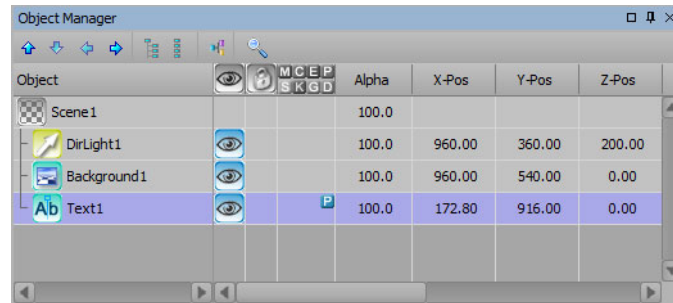 Object Manager
Object M C E P Alpha X-Pos Y-Pos Z-Pos
S K G D
Scene1 100.0
DirLight1 100.0 960.00 360.00 200.00
Background1 100.0 960.00 540.00 0.00
Ab Text1 P 100.0 172.80 916.00 0.00